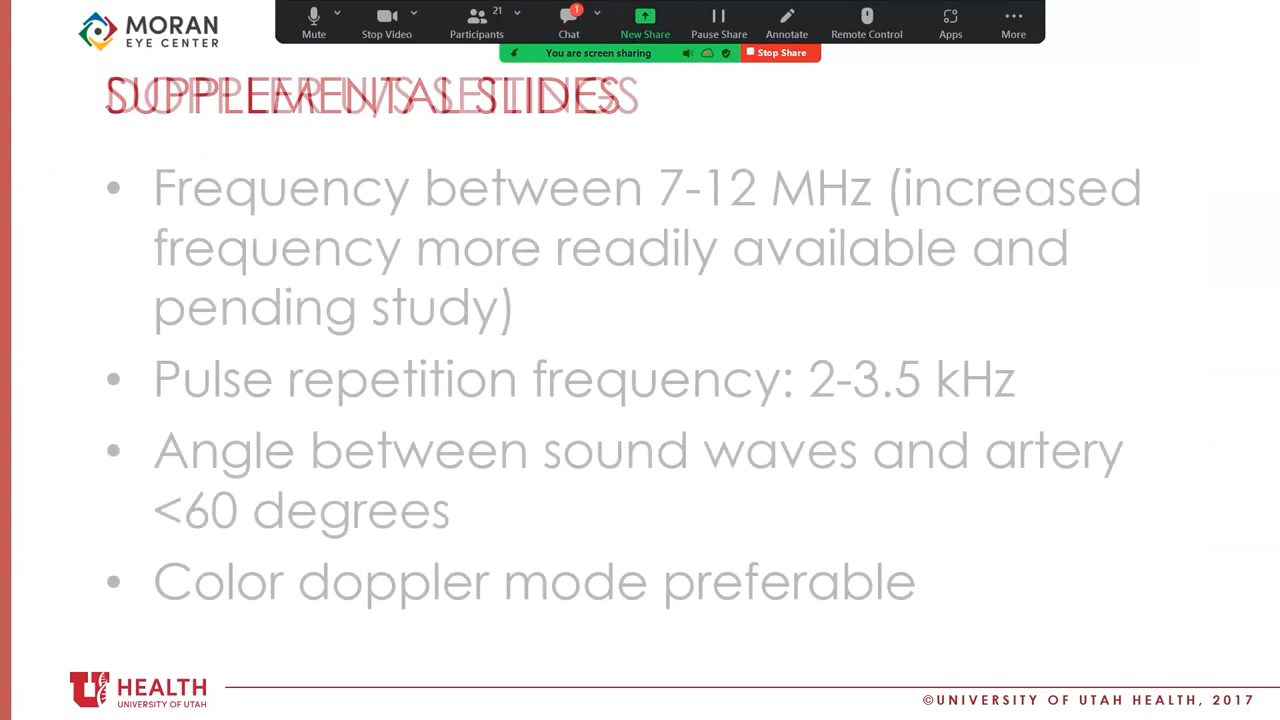 MORAN
EYE CENTER
Mute
Stop Video
21
Participants
1
Chat
New Share
Pause Share
Annotate
Remote Control
Apps
More
You are screen sharing
Stop Share
SUPPLEMENTAL SLIDES
• Frequency between 7-12 MHz (increased
frequency more readily available and
pending study)
• Pulse repetition frequency: 2-3.5 kHz
• Angle between sound waves and artery
<60 degrees
• Color doppler mode preferable
U HEALTH
UNIVERSITY OF UTAH
©UNIVERSITY OF UTAH HEALTH, 2017